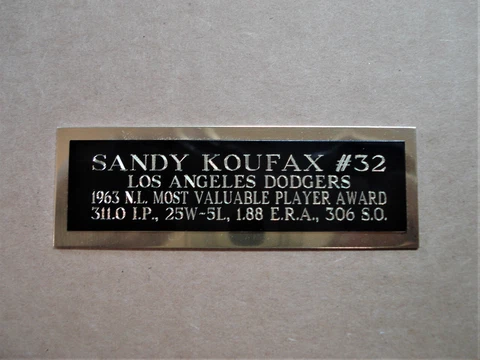 SANDY KOUFAX #32
LOS ANGELES DODGERS
1963 N.L. MOST VALUABLE PLAYER AWARD
311.0 I.P., 25W-5L, 1.88 E.R.A., 306 S.O.